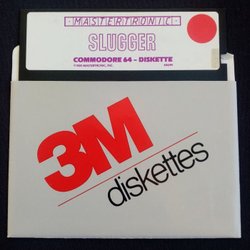 MASTERTRONIC
SLUGGER
COMMODORE 64 - DISKETTE
3M
diskettes